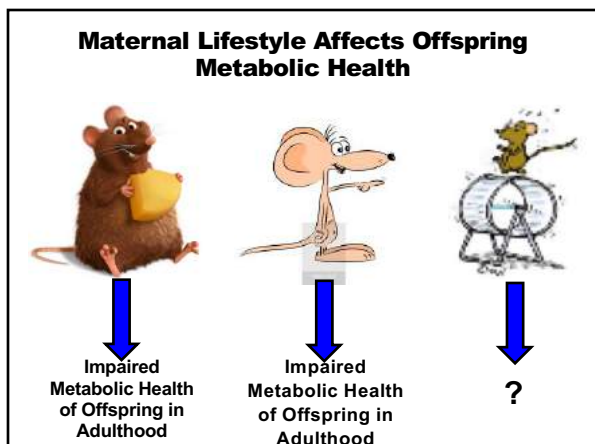 Maternal Lifestyle Affects Offspring
Metabolic Health
Impaired
Metabolic Health
of Offspring in
Adulthood
Impaired
Metabolic Health
of Offspring in
Adulthood
?